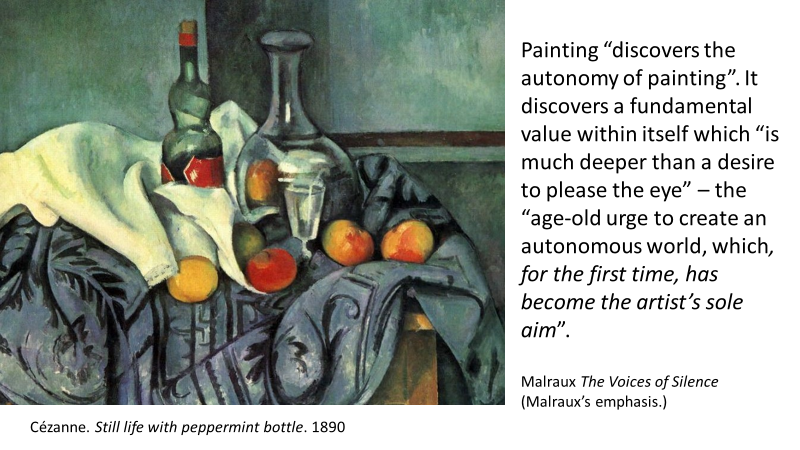 Painting “discovers the
autonomy of painting”. It
discovers a fundamental
value within itself which “is
much deeper than a desire
to please the eye” – the
“age-old urge to create an
autonomous world, which,
for the first time, has
become the artist’s sole
aim”.
Malraux The Voices of Silence
(Malraux’s emphasis.)
Cézanne. Still life with peppermint bottle. 1890